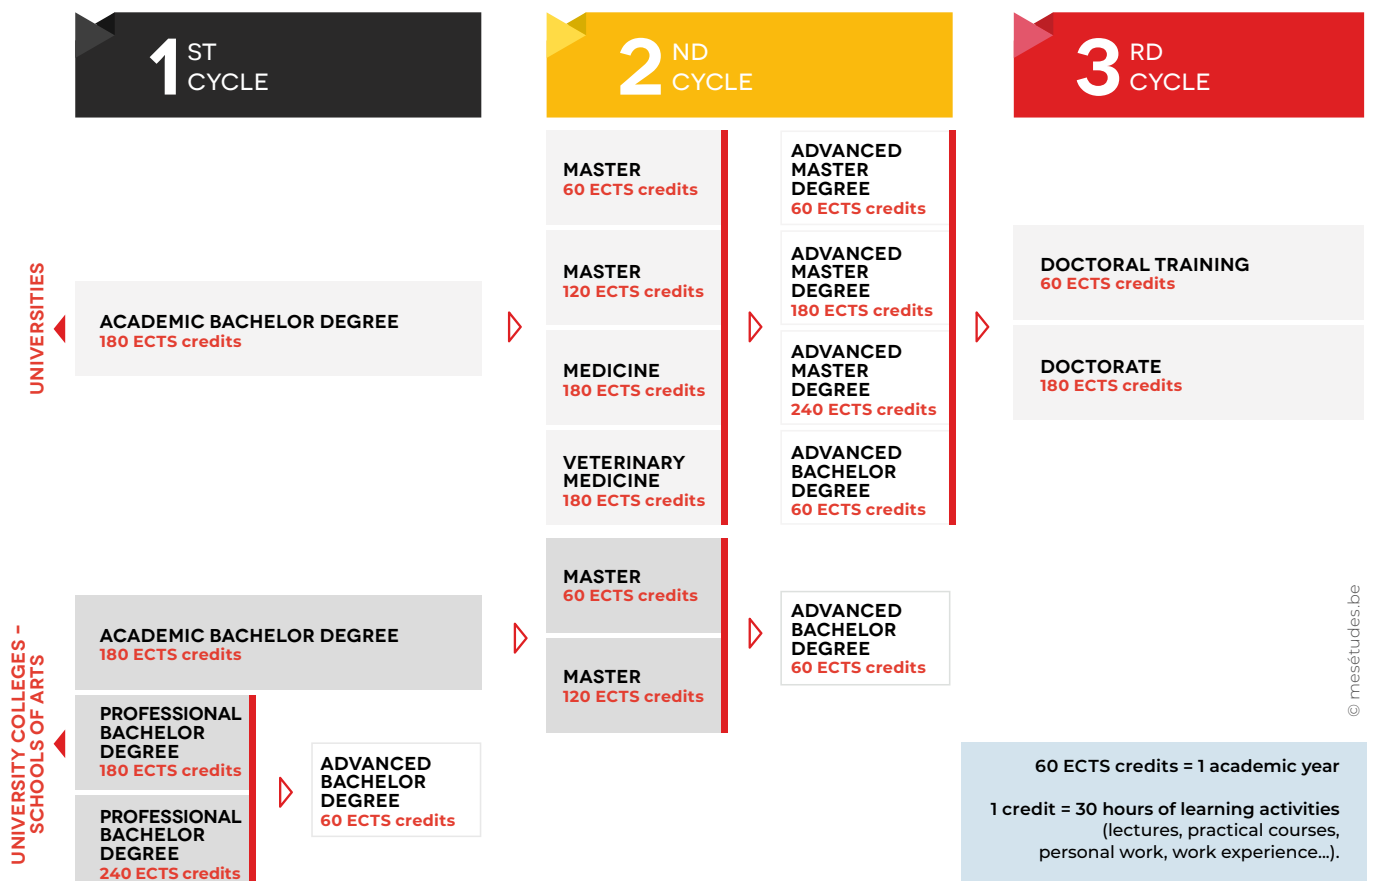 1 ST
CYCLE
2 ND
CYCLE
3 RD
CYCLE
UNIVERSITIES
ACADEMIC BACHELOR DEGREE
180 ECTS credits
MASTER
60 ECTS credits
MASTER
120 ECTS credits
MEDICINE
180 ECTS credits
VETERINARY
MEDICINE
180 ECTS credits
ADVANCED
MASTER
DEGREE
60 ECTS credits
ADVANCED
MASTER
DEGREE
180 ECTS credits
ADVANCED
MASTER
DEGREE
240 ECTS credits
ADVANCED
BACHELOR
DEGREE
60 ECTS credits
DOCTORAL TRAINING
60 ECTS credits
DOCTORATE
180 ECTS credits
UNIVERSITY COLLEGES –
SCHOOLS OF ARTS
ACADEMIC BACHELOR DEGREE
180 ECTS credits
PROFESSIONAL
BACHELOR
DEGREE
180 ECTS credits
PROFESSIONAL
BACHELOR
DEGREE
240 ECTS credits
ADVANCED
BACHELOR
DEGREE
60 ECTS credits
MASTER
60 ECTS credits
MASTER
120 ECTS credits
ADVANCED
BACHELOR
DEGREE
60 ECTS credits
© mesétudes.be
60 ECTS credits = 1 academic year
1 credit = 30 hours of learning activities
(lectures, practical courses,
personal work, work experience...).